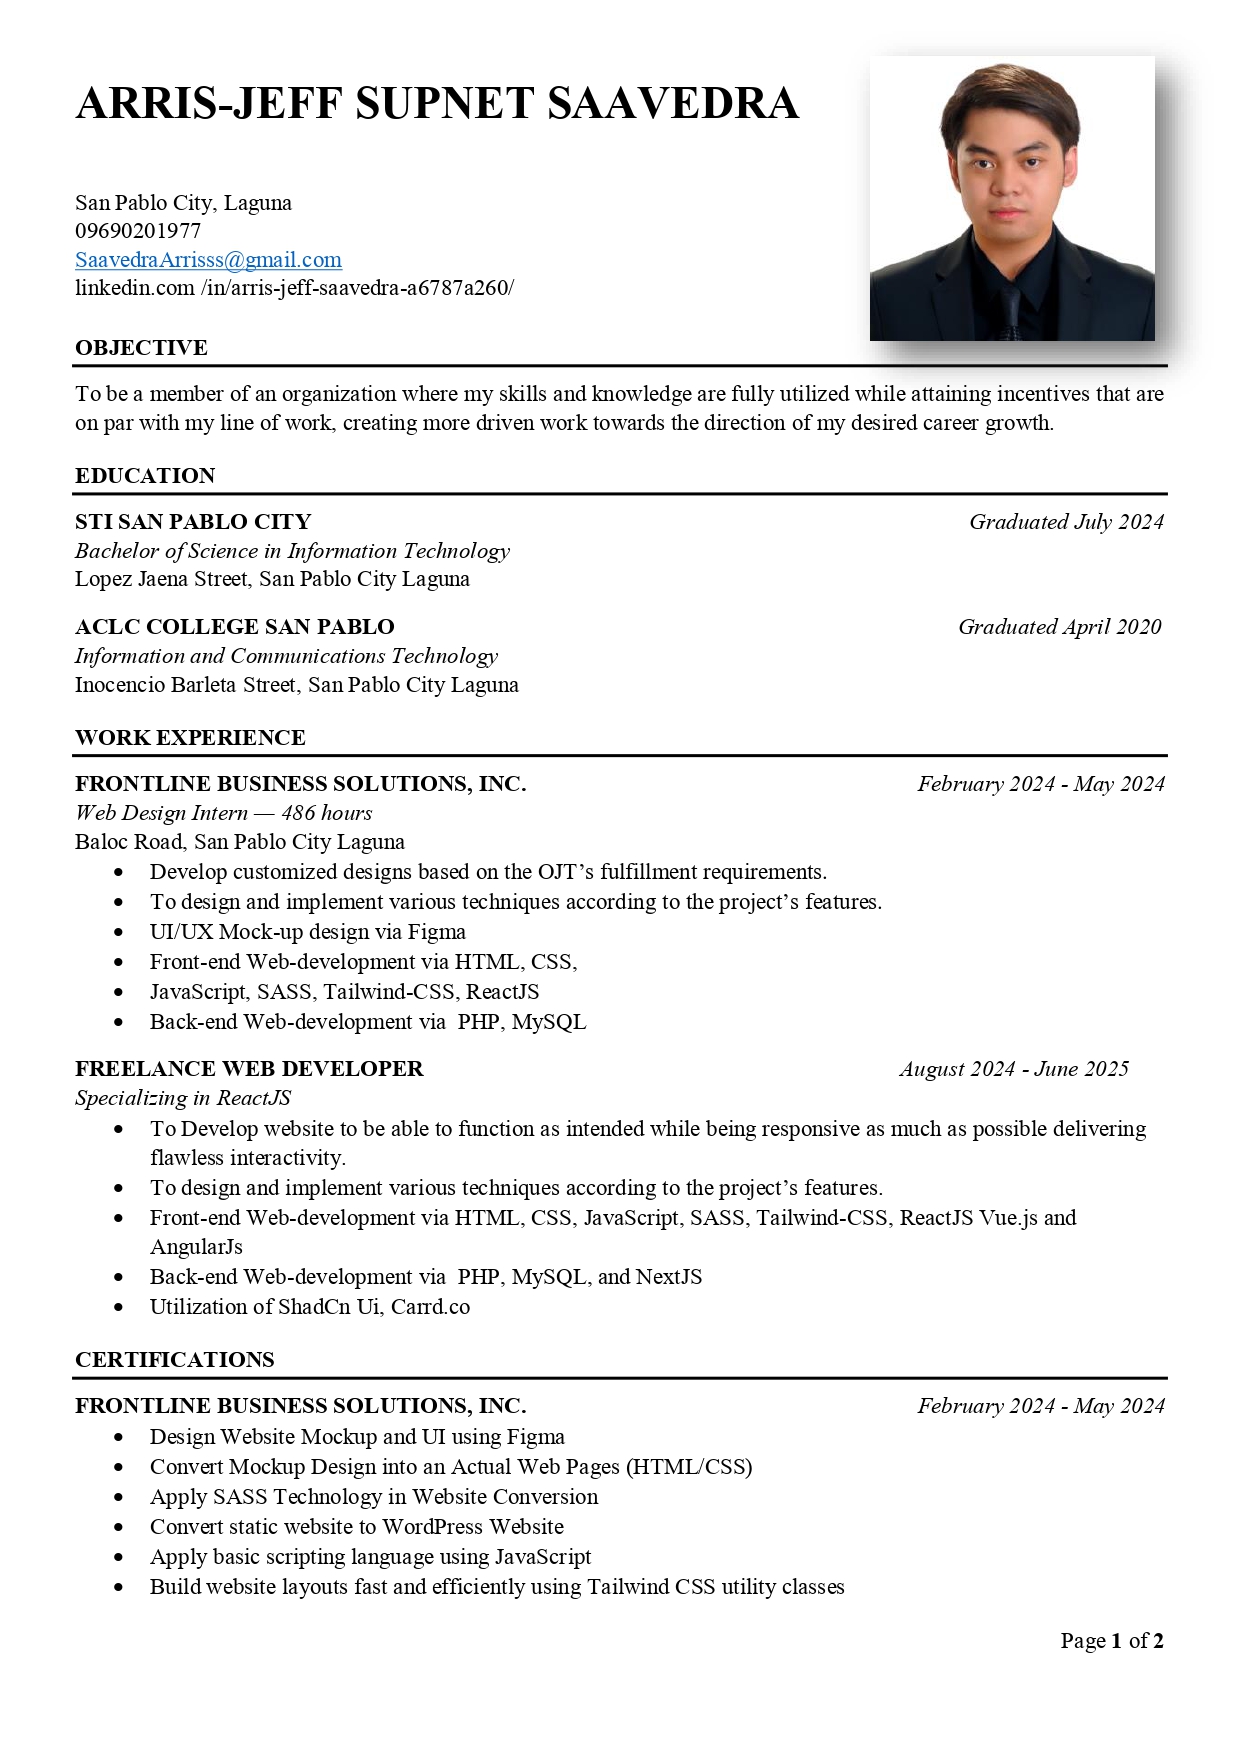 ARRIS-JEFF SUPNET SAAVEDRA
San Pablo City, Laguna
09690201977
SaavedraArrisss@gmail.com
linkedin.com /in/arris-jeff-saavedra-a6787a260/
OBJECTIVE
To be a member of an organization where my skills and knowledge are fully utilized while attaining incentives that are
on par with my line of work, creating more driven work towards the direction of my desired career growth.
EDUCATION
STI SAN PABLO CITY Graduated July 2024
Bachelor of Science in Information Technology
Lopez Jaena Street, San Pablo City Laguna
ACLC COLLEGE SAN PABLO Graduated April 2020
Information and Communications Technology
Inocencio Barleta Street, San Pablo City Laguna
WORK EXPERIENCE
FRONTLINE BUSINESS SOLUTIONS, INC. February 2024 - May 2024
Web Design Intern — 486 hours
Baloc Road, San Pablo City Laguna
• Develop customized designs based on the OJT’s fulfillment requirements.
• To design and implement various techniques according to the project’s features.
• UI/UX Mock-up design via Figma
• Front-end Web-development via HTML, CSS,
• JavaScript, SASS, Tailwind-CSS, ReactJS
• Back-end Web-development via  PHP, MySQL
FREELANCE WEB DEVELOPER August 2024 - June 2025
Specializing in ReactJS
• To Develop website to be able to function as intended while being responsive as much as possible delivering
flawless interactivity.
• To design and implement various techniques according to the project’s features.
• Front-end Web-development via HTML, CSS, JavaScript, SASS, Tailwind-CSS, ReactJS Vue.js and
AngularJs
• Back-end Web-development via  PHP, MySQL, and NextJS
• Utilization of ShadCn Ui, Carrd.co
CERTIFICATIONS
FRONTLINE BUSINESS SOLUTIONS, INC. February 2024 - May 2024
• Design Website Mockup and UI using Figma
• Convert Mockup Design into an Actual Web Pages (HTML/CSS)
• Apply SASS Technology in Website Conversion
• Convert static website to WordPress Website
• Apply basic scripting language using JavaScript
• Build website layouts fast and efficiently using Tailwind CSS utility classes
Page 1 of 2